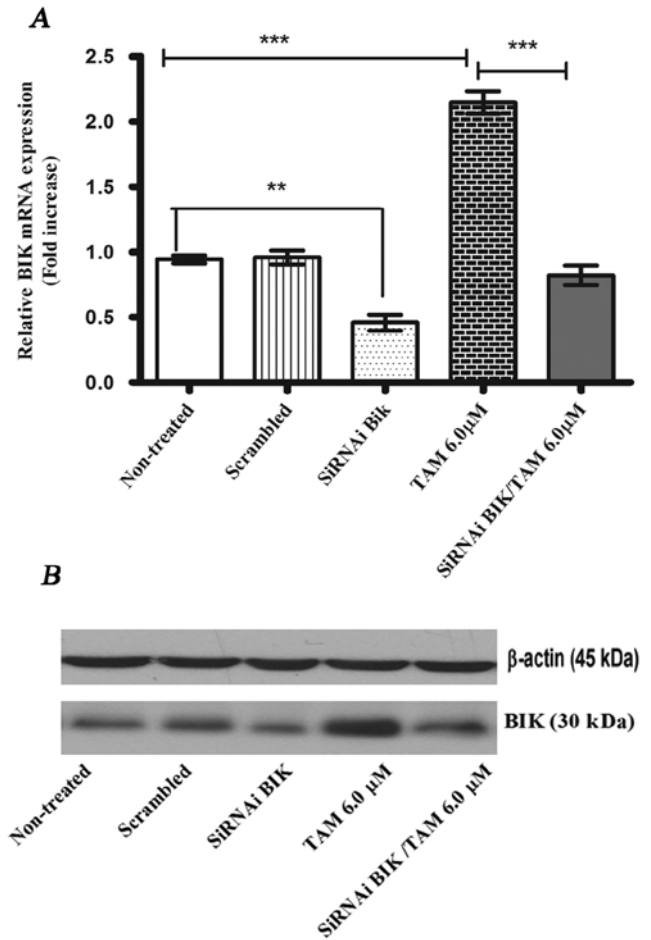 A
Relative BIK mRNA expression
(Fold increase)
***
***
**
2.5
2.0
1.5
1.0
0.5
0.0
Non-treated
Scrambled
SiRNAi Bik
TAM 6.0µM
SiRNAi BIK/TAM 6.0µM
B
β-actin (45 kDa)
BIK (30 kDa)
Non-treated
Scrambled
SiRNAi BIK
TAM 6.0 µM
SiRNAi BIK /TAM 6.0 µM